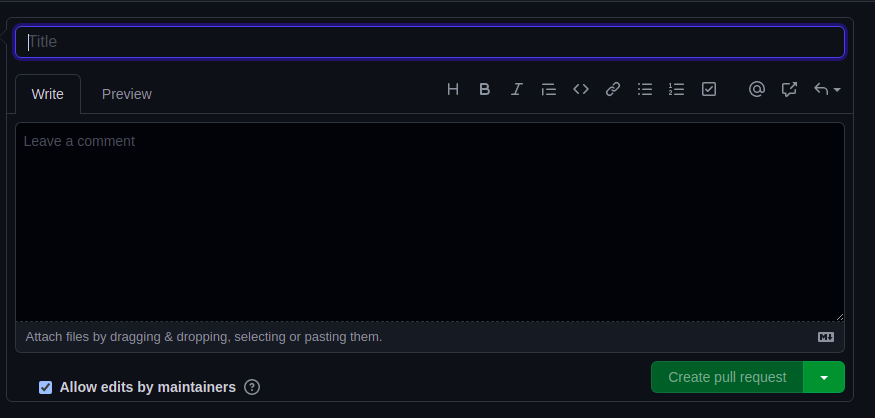 Title
Write Preview H B I @
Leave a comment
Attach files by dragging & dropping, selecting or pasting them.
Allow edits by maintainers ?
Create pull request